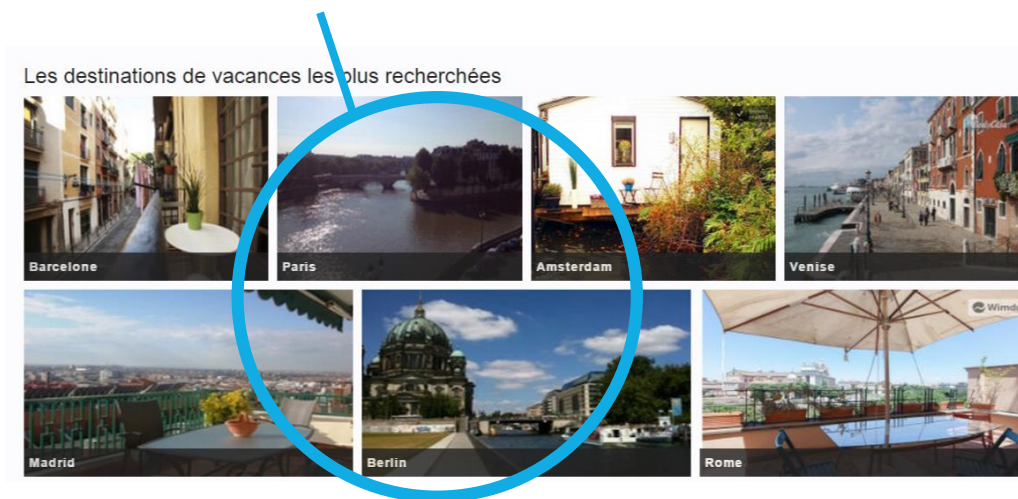 Les destinations de vacances les plus recherchées
Barcelone
Paris
Amsterdam
Venise
Madrid
Berlin
Rome